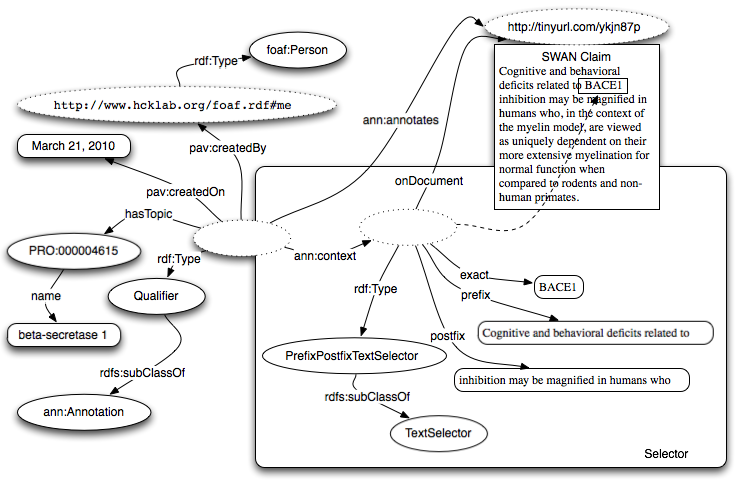 http://tinyurl.com/ykjn87p
foaf:Person
rdf:Type
SWAN Claim
Cognitive and behavioral
deficits related to BACE1
inhibition may be magnified in
humans who, in the context
of the myelin model, are viewed
as uniquely dependent on their
more extensive myelination for
normal function when
compared to rodents and non-
human primates.
http://www.hcklab.org/foaf.rdf#me
ann:annotates
March 21, 2010
pav:createdBy
pav:createdOn
onDocument
hasTopic
PRO:000004615
rdf:Type
ann:context
name
Qualifier
exact
BACE1
rdf:Type
prefix
beta-secretase 1
postfix
Cognitive and behavioral deficits related to
PrefixPostfixTextSelector
rdfs:subClassOf
inhibition may be magnified in humans who
rdfs:subClassOf
ann:Annotation
TextSelector
Selector